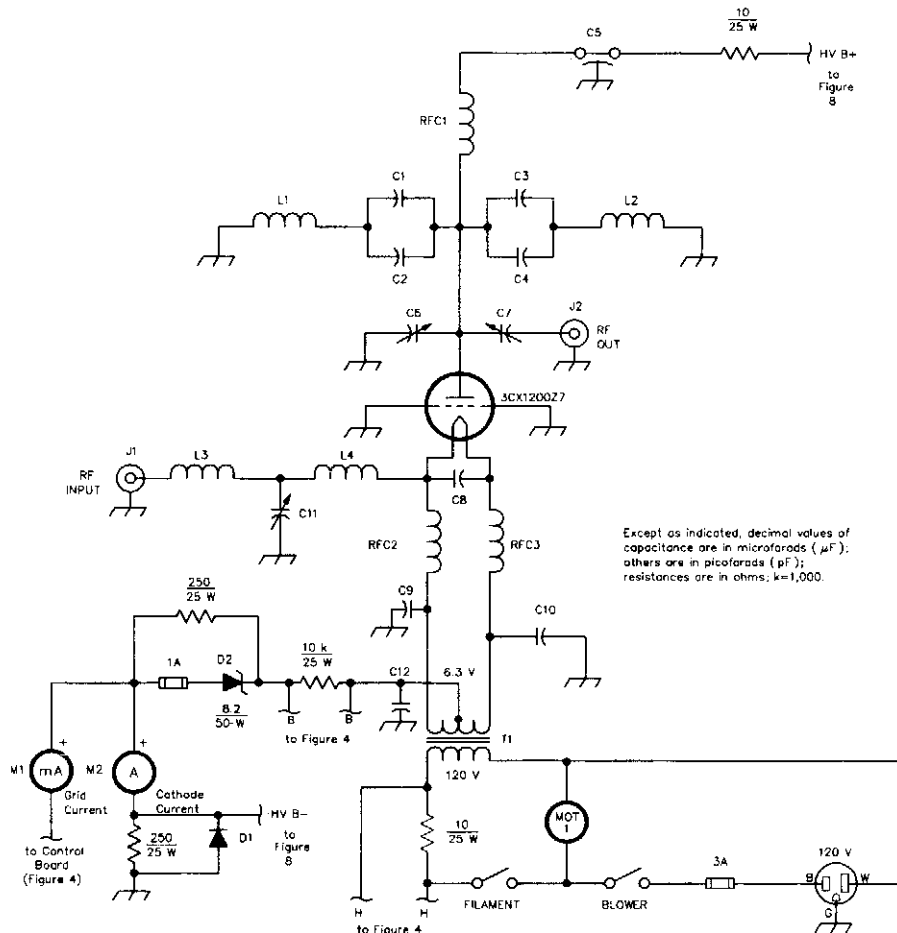 10
25 W
C5
HV B+
to
Figure
8
RFC1
C1
C3
L1
L2
C2
C4
C6
C7
J2
RF
OUT
3CX1200Z7
J1
L3
L4
RF
INPUT
C8
C11
RFC2
RFC3
Except as indicated, decimal values of
capacitance are in microfarads ( µF);
others are in picofarads ( pF);
resistances are in ohms; k=1,000.
250
25 W
C9
C10
1A
D2
10 k
25 W
C12
6.3 V
8.2
50-W
B
B
to Figure 4
T1
120 V
M1
mA
M2
A
+
+
Grid
Current
Cathode
Current
HV B-
to
Figure
8
250
25 W
D1
to Control
Board
(Figure 4)
10
25 W
MOT
1
3A
120 V
B
W
G
FILAMENT
BLOWER
H
H
to Figure 4